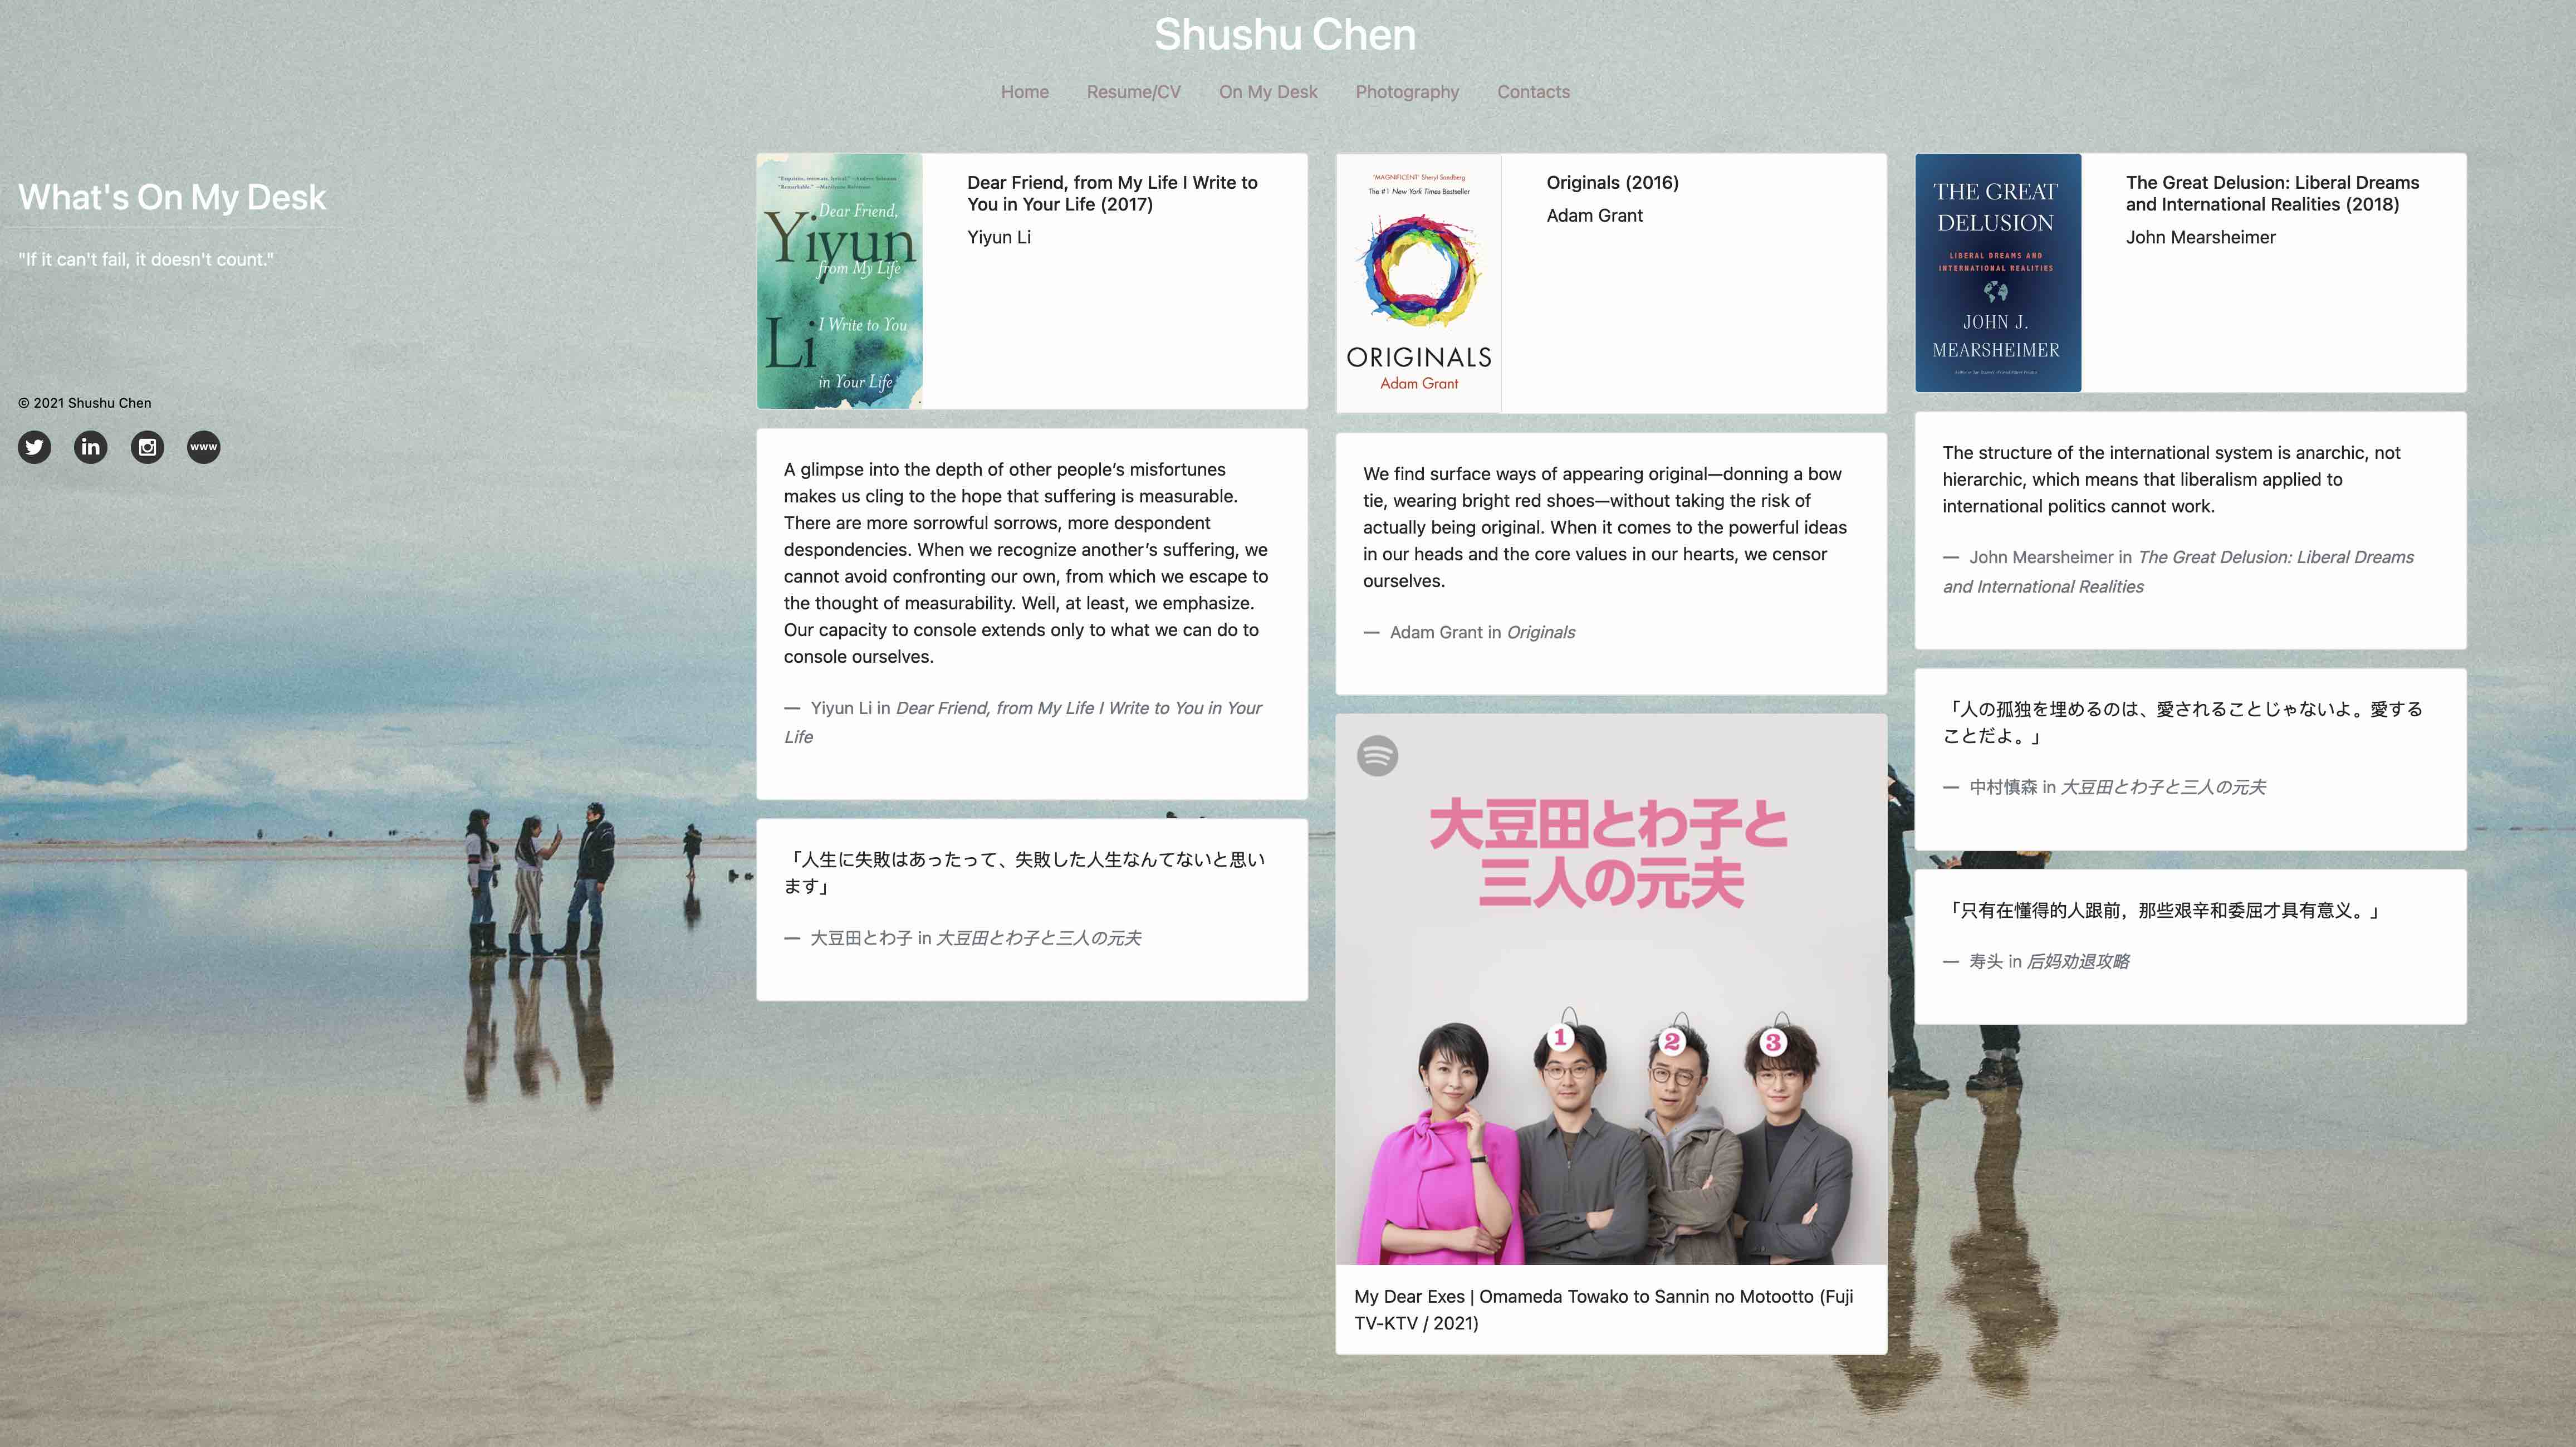 Shushu Chen
Home
Resume/CV
On My Desk
Photography
Contacts
What's On My Desk
"If it can't fail, it doesn't count."
© 2021 Shushu Chen
in
www
"Exquisite, intimate, lyrical." —Andrew Solomon
"Remarkable." —Marilynne Robinson
Dear Friend,
Yiyun
from My Life
Li
I Write to You
in Your Life
Dear Friend, from My Life I Write to
You in Your Life (2017)
Yiyun Li
A glimpse into the depth of other people’s misfortunes
makes us cling to the hope that suffering is measurable.
There are more sorrowful sorrows, more despondent
despondencies. When we recognize another’s suffering, we
cannot avoid confronting our own, from which we escape to
the thought of measurability. Well, at least, we emphasize.
Our capacity to console extends only to what we can do to
console ourselves.
— Yiyun Li in Dear Friend, from My Life I Write to You in Your
Life
「人生に失敗はあったって、失敗した人生なんてないと思い
ます」
— 大豆田とわ子 in 大豆田とわ子と三人の元夫
'MAGNIFICENT' Sheryl Sandberg
The #1 New York Times Bestseller
ORIGINALS
Adam Grant
Originals (2016)
Adam Grant
We find surface ways of appearing original—donning a bow
tie, wearing bright red shoes—without taking the risk of
actually being original. When it comes to the powerful ideas
in our heads and the core values in our hearts, we censor
ourselves.
— Adam Grant in Originals
大豆田とわ子と
三人の元夫
1
2
3
My Dear Exes | Omameda Towako to Sannin no Motootto (Fuji
TV-KTV / 2021)
THE GREAT
DELUSION
LIBERAL DREAMS AND
INTERNATIONAL REALITIES
JOHN J.
MEARSHEIMER
Author of The Tragedy of Great Power Politics
The Great Delusion: Liberal Dreams
and International Realities (2018)
John Mearsheimer
The structure of the international system is anarchic, not
hierarchic, which means that liberalism applied to
international politics cannot work.
— John Mearsheimer in The Great Delusion: Liberal Dreams
and International Realities
「人の孤独を埋めるのは、愛されることじゃないよ。愛する
ことだよ。」
— 中村慎森 in 大豆田とわ子と三人の元夫
「只有在懂得的人跟前，那些艰辛和委屈才具有意义。」
— 寿头 in 后妈劝退攻略